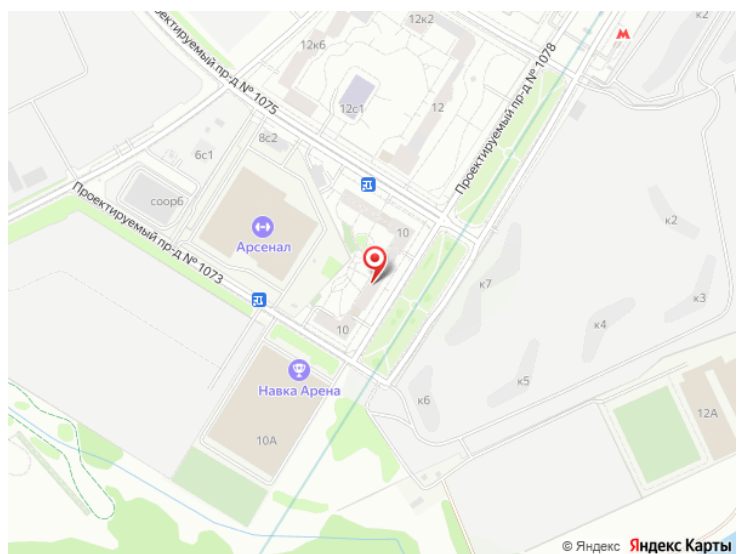 12к2
к2
Проектируемый пр-д № 1075
12к6
12с1
12
Проектируемый пр-д № 1078
8с2
6с1
соор6
Проектируемый пр-д № 1073
Арсенал
10
к2
к7
к3
к4
10
к5
Навка Арена
к6
12А
10А
© Яндекс Яндекс Карты